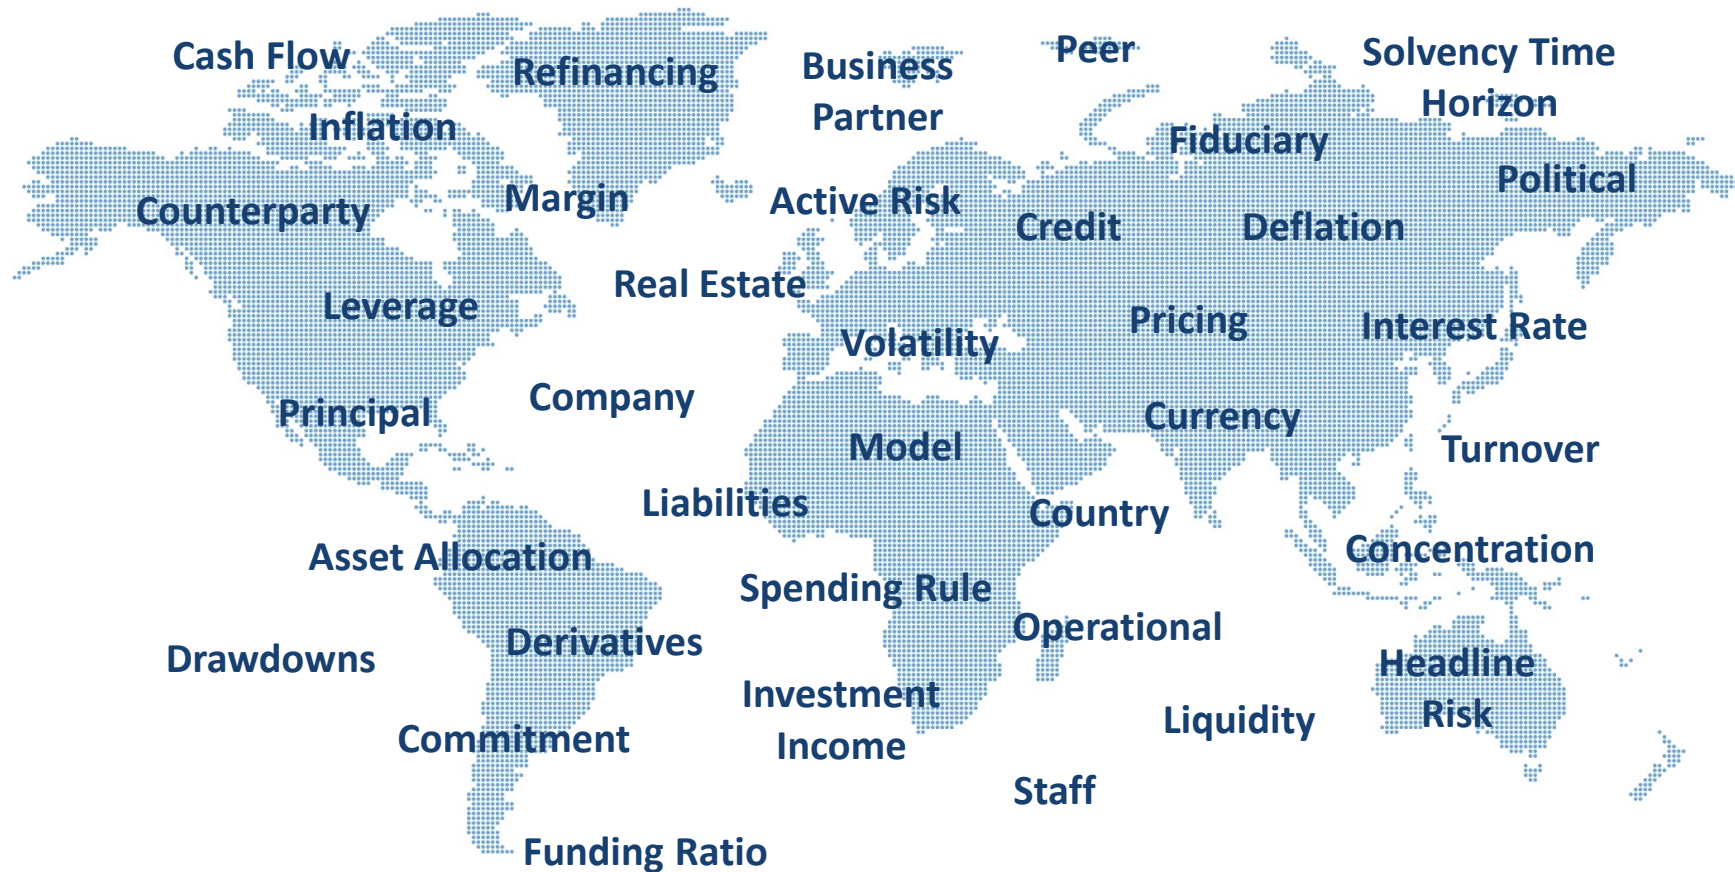 Cash Flow
Refinancing
Business
Partner
Peer
Solvency Time
Horizon
Inflation
Fiduciary
Political
Counterparty
Margin
Active Risk
Credit
Deflation
Real Estate
Leverage
Volatility
Pricing
Interest Rate
Company
Principal
Model
Currency
Turnover
Liabilities
Country
Asset Allocation
Concentration
Spending Rule
Operational
Derivatives
Drawdowns
Headline
Risk
Investment
Income
Liquidity
Commitment
Staff
Funding Ratio